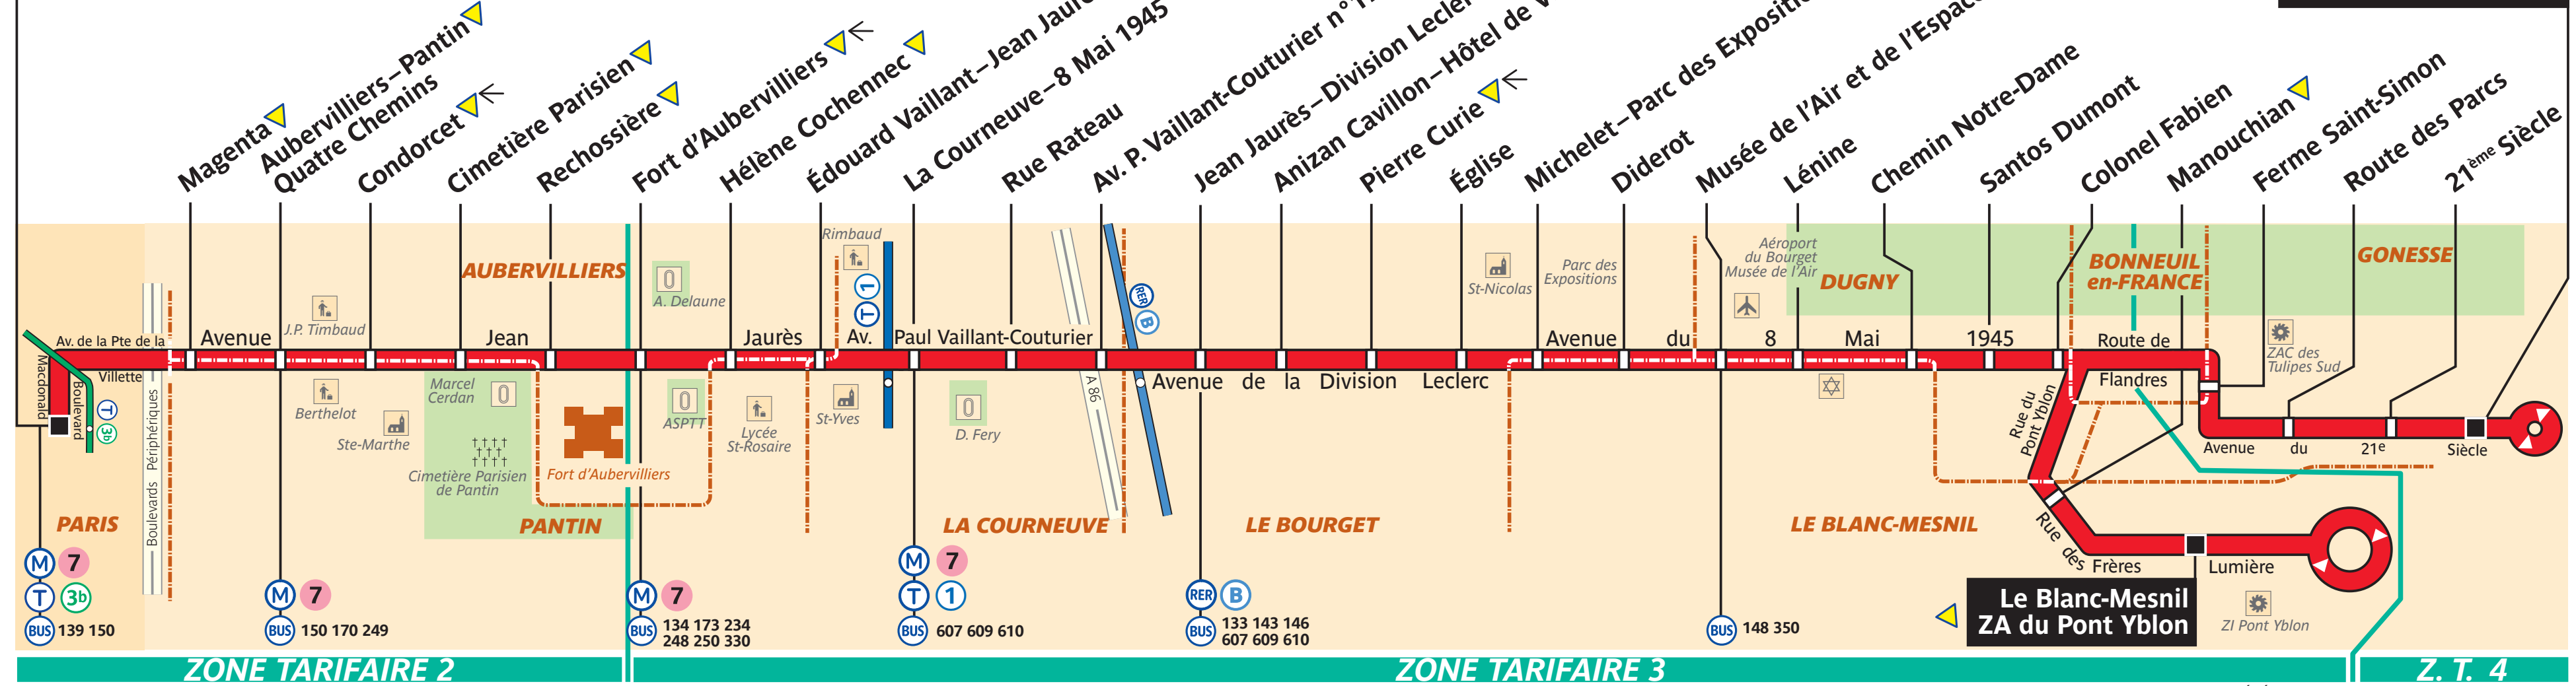 Magenta
Aubervilliers–Pantin
Quatre Chemins
Condorcet
Cimetière Parisien
Rechossière
Fort d'Aubervilliers
Hélène Cochennec
Édouard Vaillant–Jean
La Courneuve–8 Mai 1945
Rue Rateau
Av. P. Vaillant-Couturier
Jean Jaurès–Division
Anizan Cavillon–Hôtel de
Pierre Curie
Église
Michelet–Parc des
Diderot
Musée de l'Air et de
Lénine
Chemin Notre-Dame
Santos Dumont
Colonel Fabien
Manouchian
Ferme Saint-Simon
Route des Parcs
21ème Siècle
Rimbaud
AUBERVILLIERS
A. Delaune
T 1
RER B
St-Nicolas
Parc des
Expositions
Aéroport
du Bourget
Musée de l'Air
DUGNY
BONNEUIL
en-FRANCE
GONESSE
J.P. Timbaud
Av. de la Pte de la
Villette
Avenue
Jean
Jaurès
Av.
Paul Vaillant-Couturier
Avenue
du
8
Mai
1945
Route de
Flandres
ZAC des
Tulipes Sud
Macdonald
Boulevard
T 3b
Boulevards Périphériques
Berthelot
Ste-Marthe
Marcel
Cerdan
Cimetière Parisien
de Pantin
Fort d'Aubervilliers
ASPTT
Lycée
St-Rosaire
St-Yves
D. Fery
A 86
Avenue de la Division Leclerc
Rue du
Pont Yblon
Avenue du 21e Siècle
PARIS
PANTIN
LA COURNEUVE
LE BOURGET
LE BLANC-MESNIL
Rue des Frères Lumière
M 7
T 3b
BUS 139 150
M 7
BUS 150 170 249
M 7
BUS 134 173 234
248 250 330
M 7
T 1
BUS 607 609 610
RER B
BUS 133 143 146
607 609 610
BUS 148 350
Le Blanc-Mesnil
ZA du Pont Yblon
ZI Pont Yblon
ZONE TARIFAIRE 2
ZONE TARIFAIRE 3
Z. T. 4